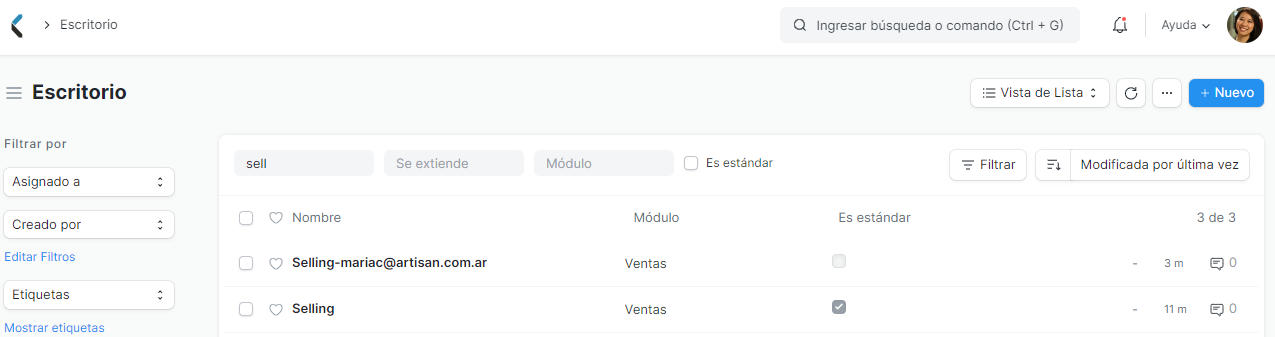 Escritorio
Ingresar búsqueda o comando (Ctrl + G)
Ayuda
Escritorio
Vista de Lista
+ Nuevo
Filtrar por
Asignado a
Creado por
Editar Filtros
Etiquetas
Mostrar etiquetas
sell
Se extiende
Módulo
Es estándar
Filtrar
Modificada por última vez
Nombre Módulo Es estándar 3 de 3
Selling-mariac@artisan.com.ar Ventas - 3 m 0
Selling Ventas - 11 m 0